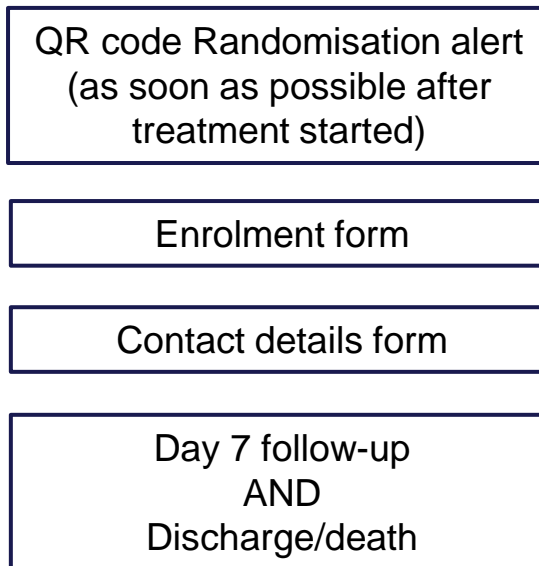 QR code Randomisation alert
(as soon as possible after
treatment started)
Enrolment form
Contact details form
Day 7 follow-up
AND
Discharge/death